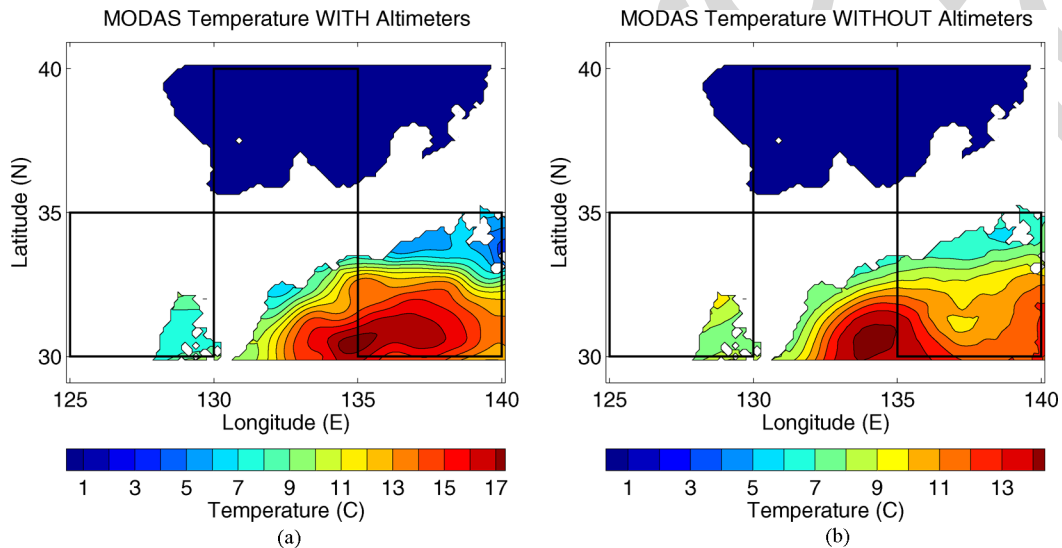 MODAS Temperature WITH Altimeters
40
35
30
Latitude (N)
125 130 135 140
Longitude (E)
1 3 5 7 9 11 13 15 17
Temperature (C)
(a)
MODAS Temperature WITHOUT Altimeters
40
35
30
Latitude (N)
125 130 135 140
Longitude (E)
1 3 5 7 9 11 13
Temperature (C)
(b)